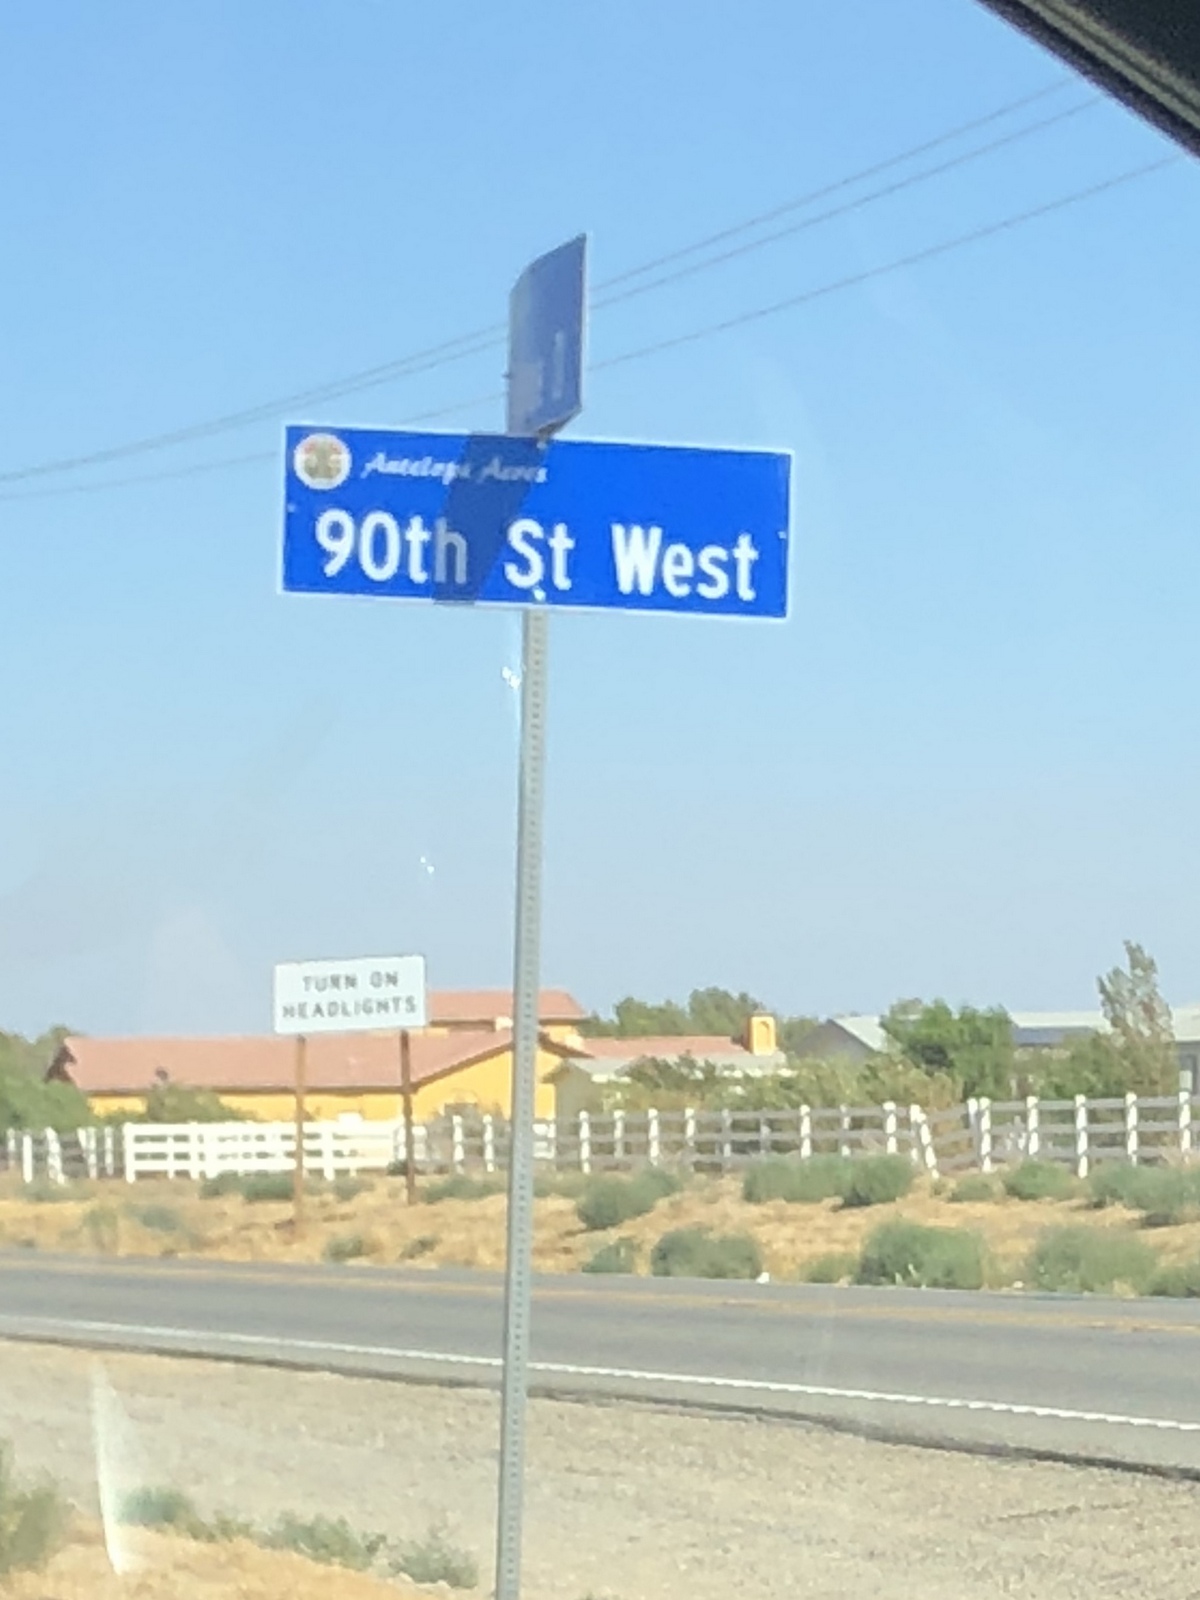 Antelope Acres
90th St West
TURN ON
HEADLIGHTS